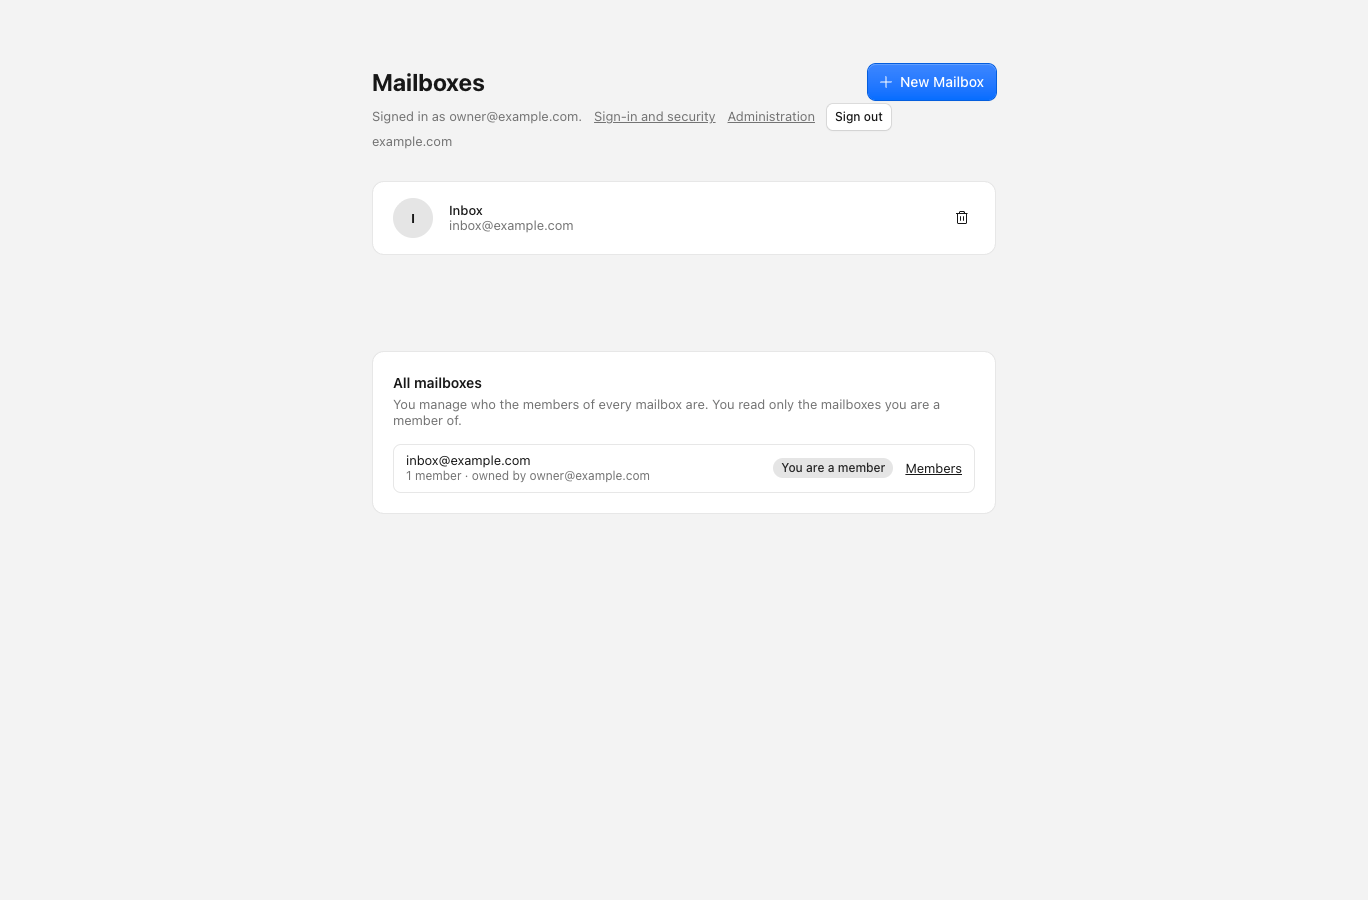 Mailboxes
New Mailbox
Signed in as owner@example.com. Sign-in and security Administration Sign out
example.com
I
Inbox
inbox@example.com
All mailboxes
You manage who the members of every mailbox are. You read only the mailboxes you are a
member of.
inbox@example.com
1 member · owned by owner@example.com
You are a member
Members